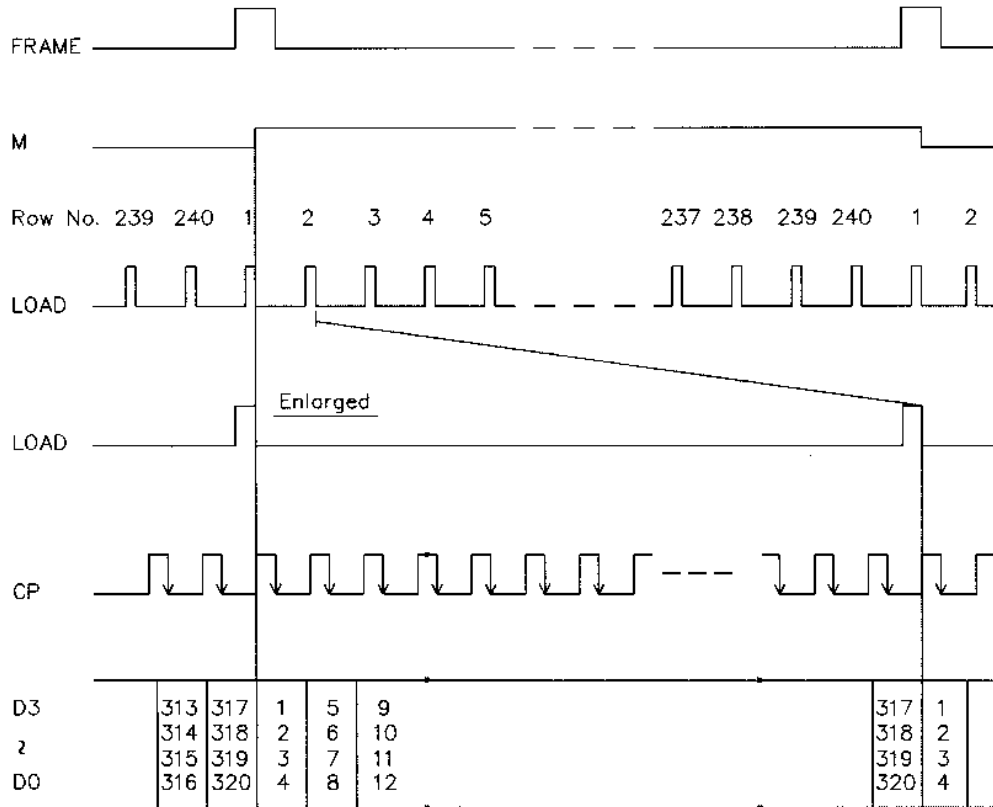 FRAME
M
Row No. 239 240 1 2 3 4 5 237 238 239 240 1 2
LOAD
Enlarged
LOAD
CP
D3 313 317 1 5 9 317 1
≀ 314 318 2 6 10 318 2
315 319 3 7 11 319 3
D0 316 320 4 8 12 320 4